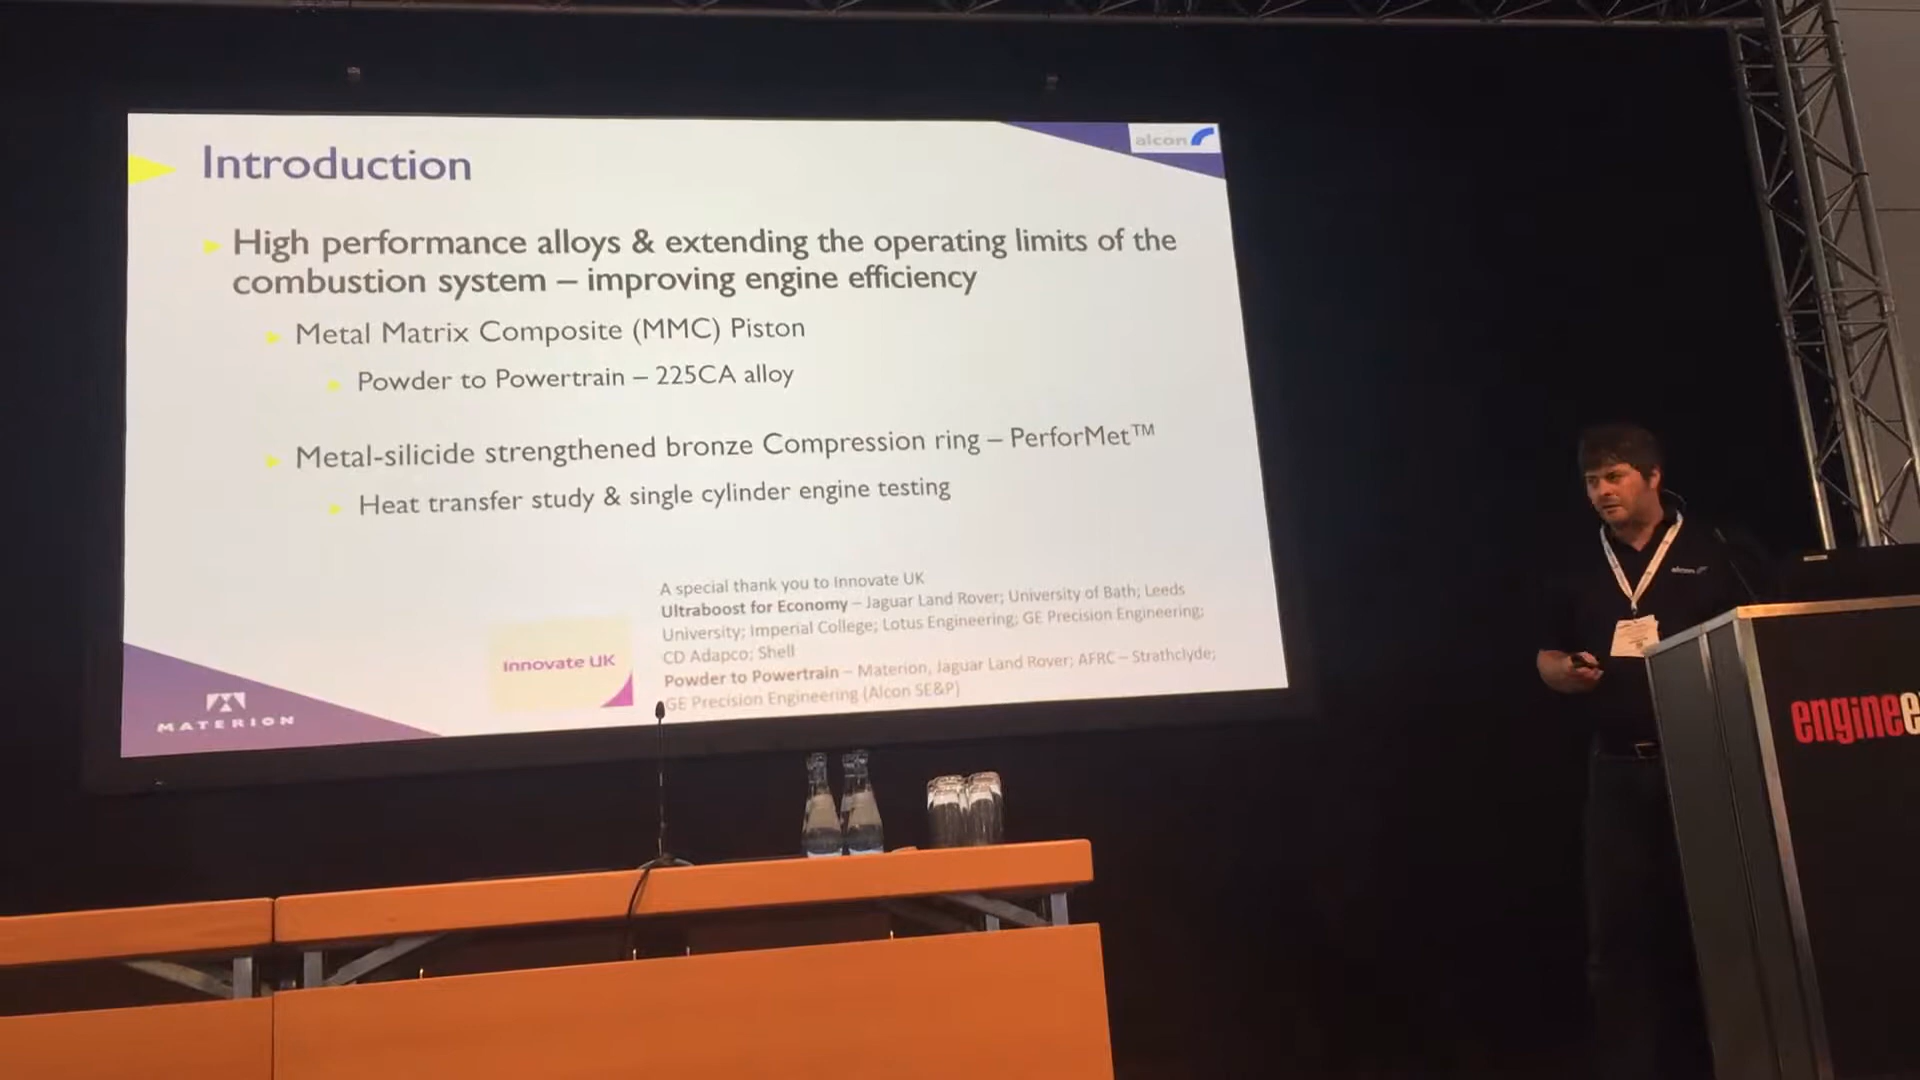 alcon
Introduction
High performance alloys & extending the operating limits of the
combustion system – improving engine efficiency
Metal Matrix Composite (MMC) Piston
Powder to Powertrain – 225CA alloy
Metal-silicide strengthened bronze Compression ring – PerforMet™
Heat transfer study & single cylinder engine testing
A special thank you to Innovate UK
Ultraboost for Economy – Jaguar Land Rover; University of Bath; Leeds
University; Imperial College; Lotus Engineering; GE Precision Engineering;
CD Adapco; Shell
Powder to Powertrain – Materion, Jaguar Land Rover; AFRC – Strathclyde;
GE Precision Engineering (Alcon SE&P)
Innovate UK
MATERION
alcon
enginee